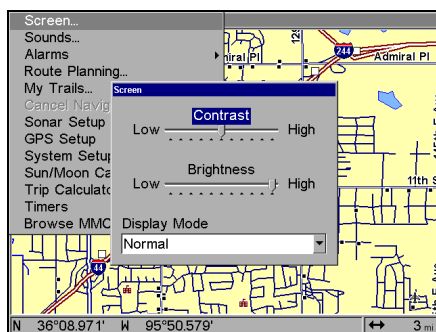 Screen...
Sounds...
Alarms
Route Planning...
My Trails...
Cancel Navig
Sonar Setup
GPS Setup
System Setup
Sun/Moon Ca
Trip Calculato
Timers
Browse MMC
Screen
Contrast
Low High
Brightness
Low High
Display Mode
Normal
129
244
miral Pl
Admiral Pl
11th S
44
N 36°08.971' W 95°50.579' ↔ 3 mi